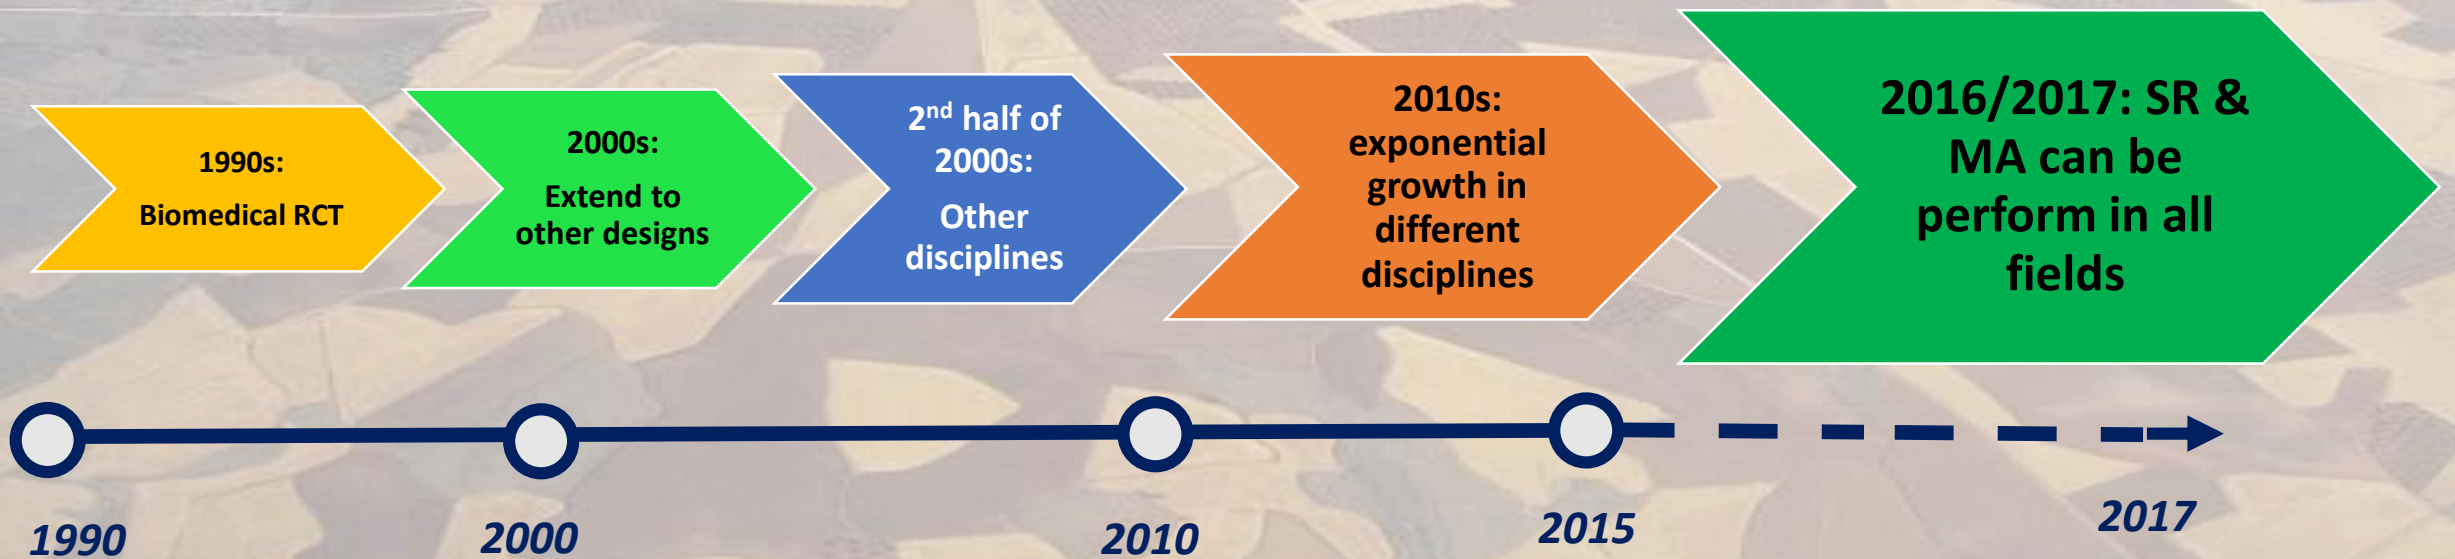 1990s:
Biomedical RCT
2000s:
Extend to
other designs
2nd half of
2000s:
Other
disciplines
2010s:
exponential
growth in
different
disciplines
2016/2017: SR &
MA can be
perform in all
fields
1990
2000
2010
2015
2017